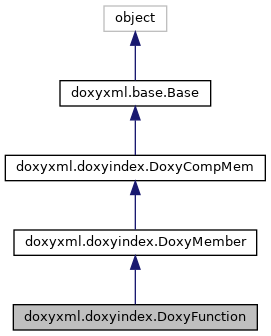 object
doxyxml.base.Base
doxyxml.doxyindex.DoxyCompMem
doxyxml.doxyindex.DoxyMember
doxyxml.doxyindex.DoxyFunction